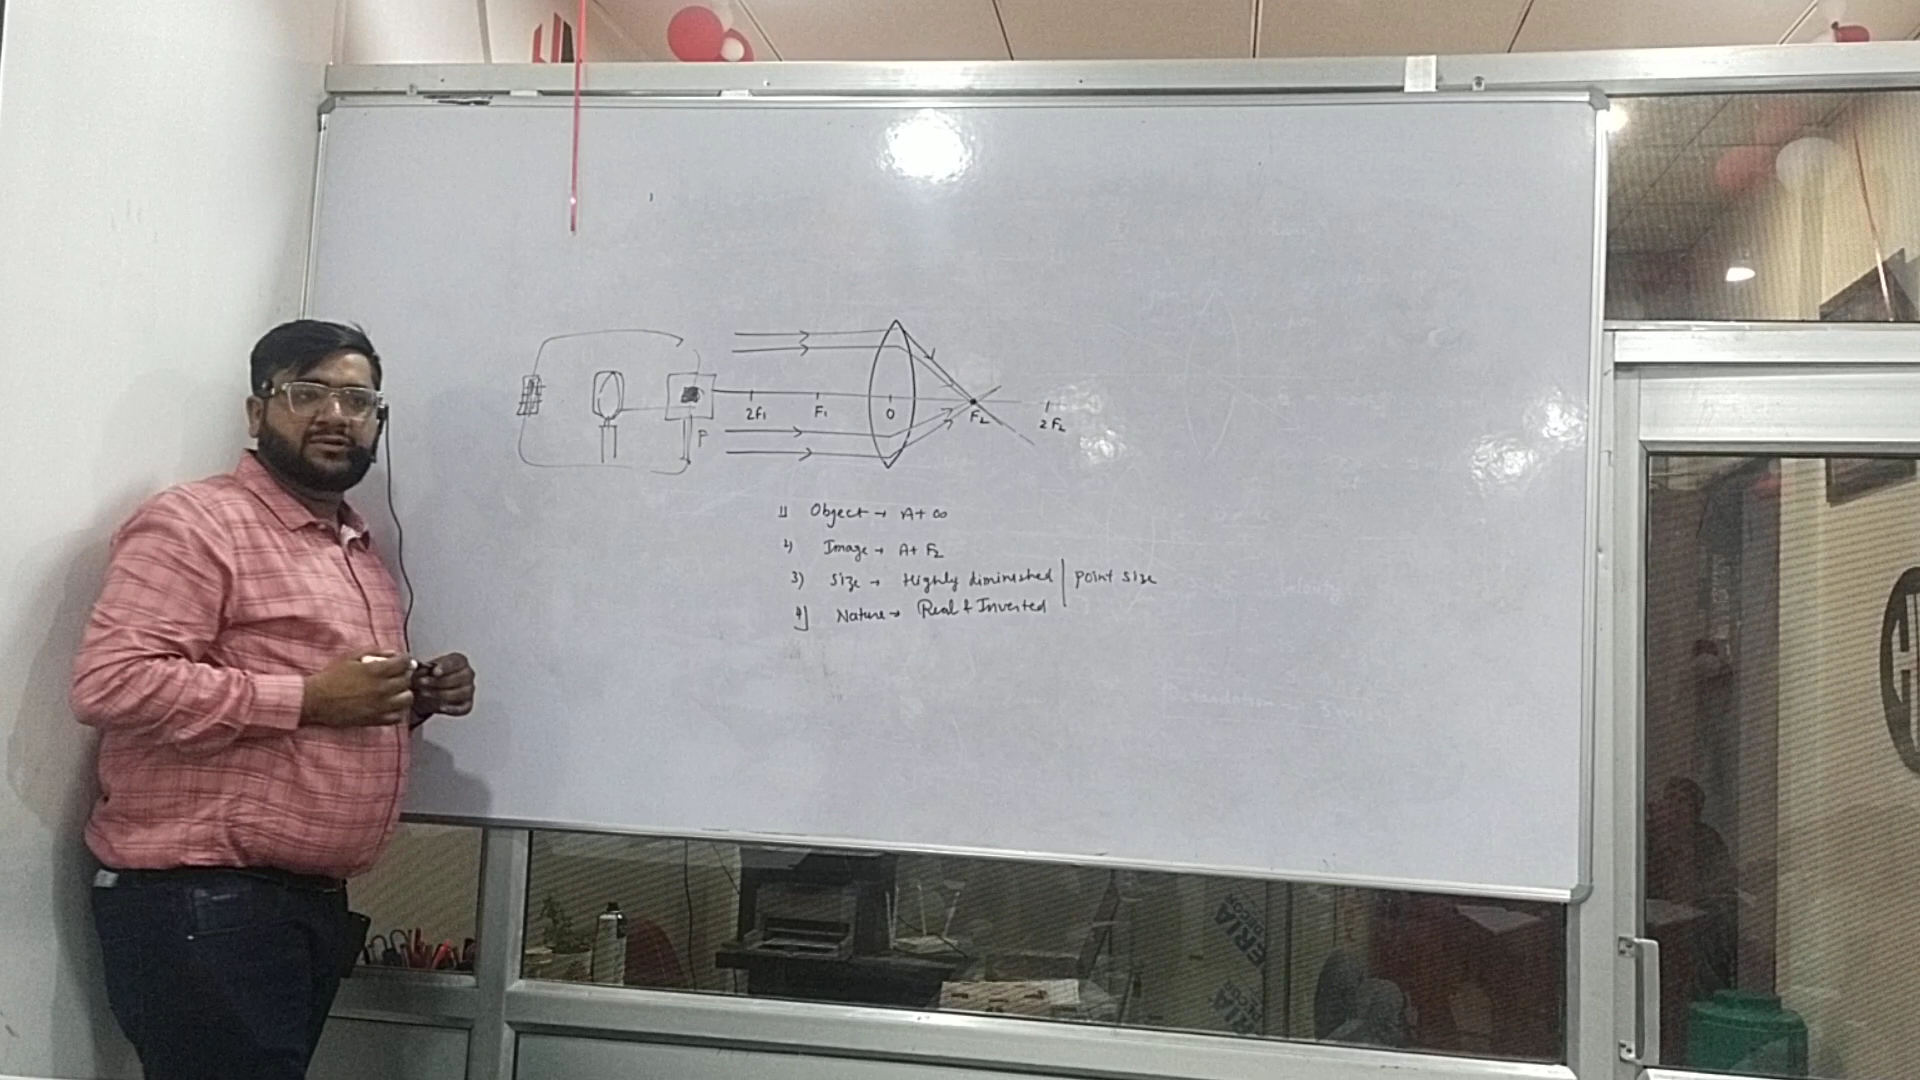 2F₁ F₁ O F₂ 2F₂
P
1) Object → At ∞
2) Image → At F₂
3) Size → Highly diminished | Point size
4) Nature → Real & Inverted